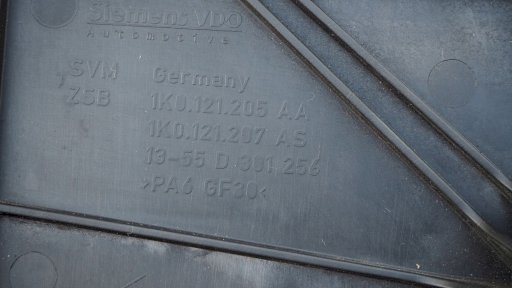 Siemens VDO
Automotive
SVM Germany
ZSB 1K0.121.205 AA
1K0.121.207 AS
13-55 D 301 256
>PA6 GF30<